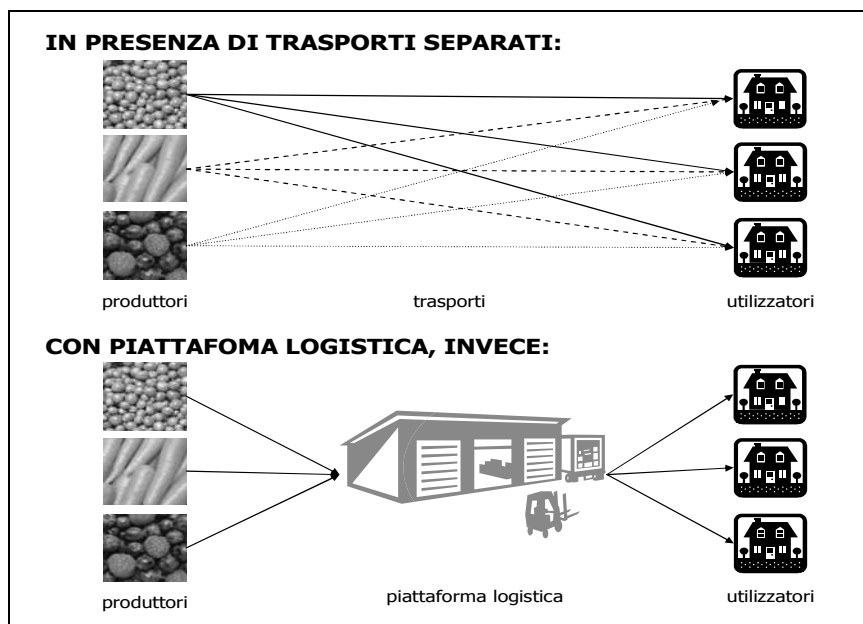 IN PRESENZA DI TRASPORTI SEPARATI:
produttori trasporti utilizzatori
CON PIATTAFOMA LOGISTICA, INVECE:
produttori piattaforma logistica utilizzatori